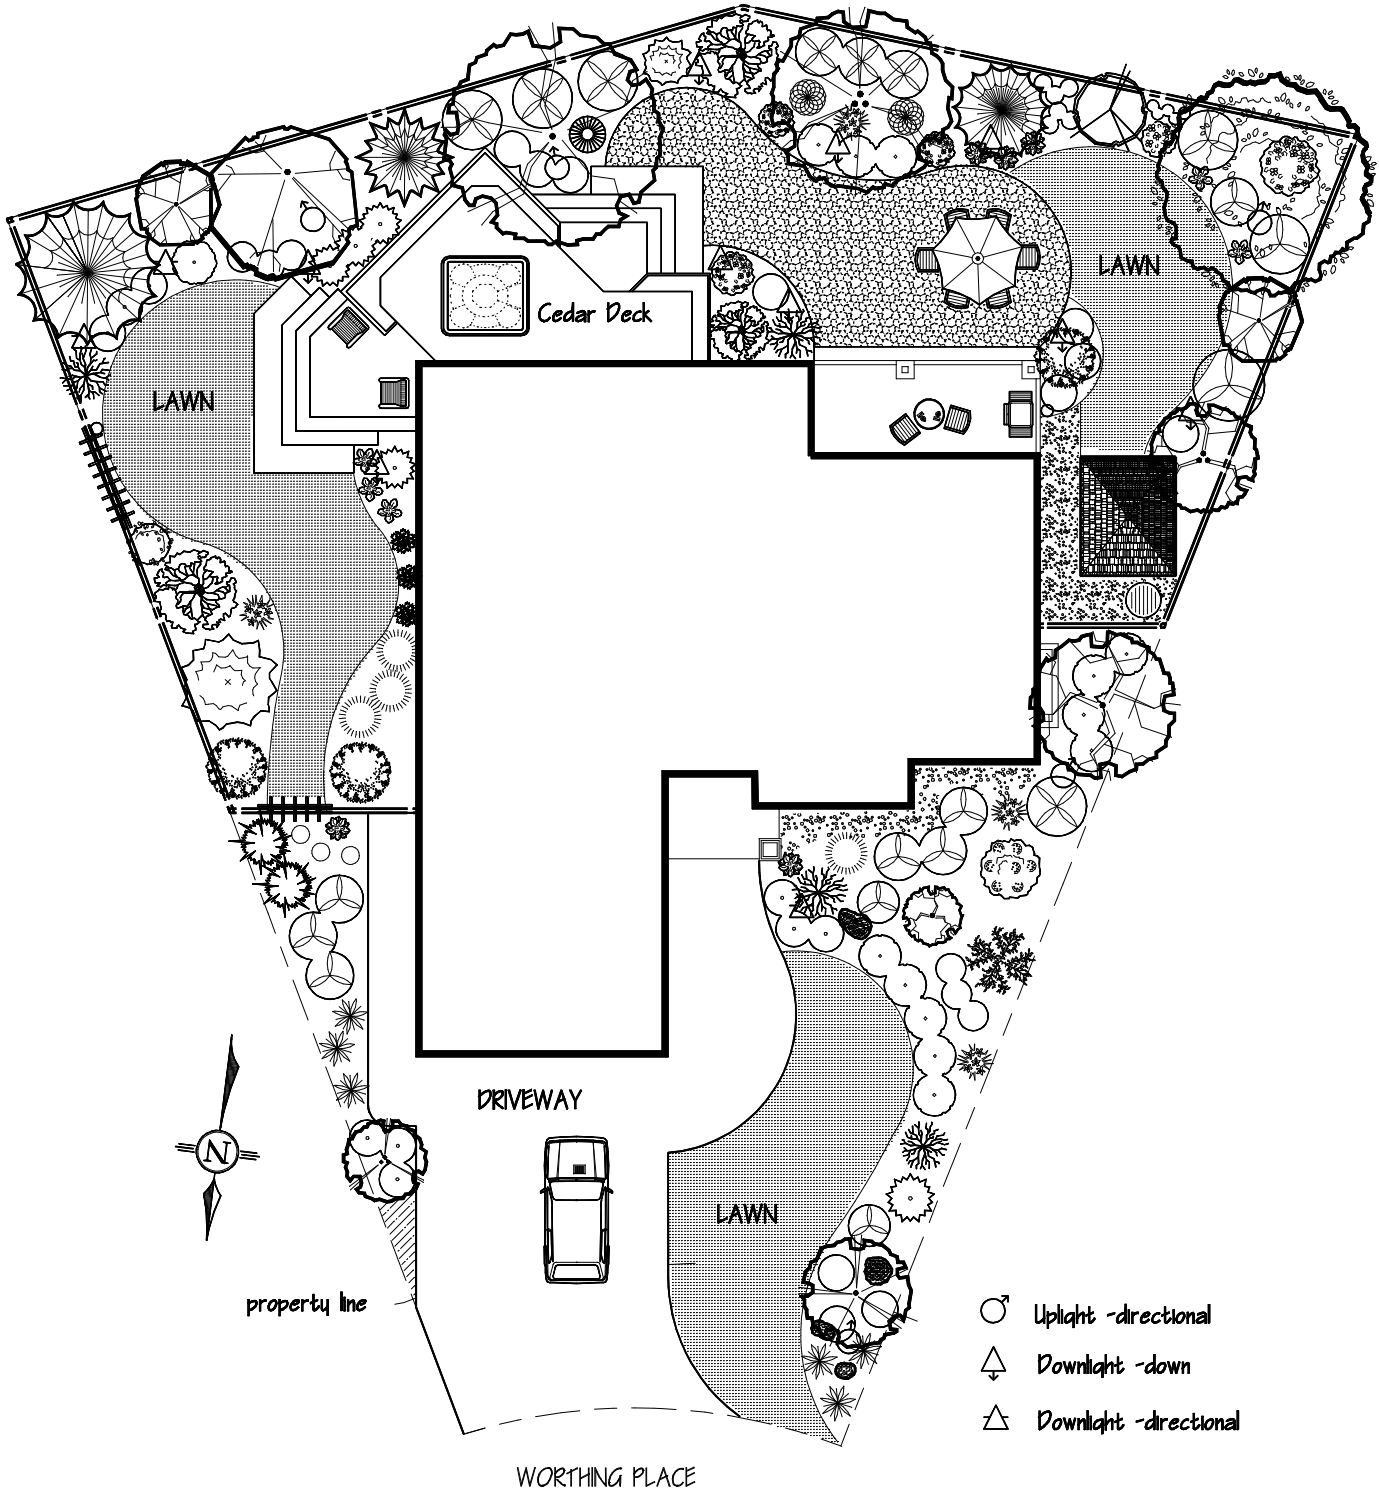 LAWN
Cedar Deck
LAWN
DRIVEWAY
N
LAWN
property line
Uplight -directional
Downlight -down
Downlight -directional
WORTHING PLACE